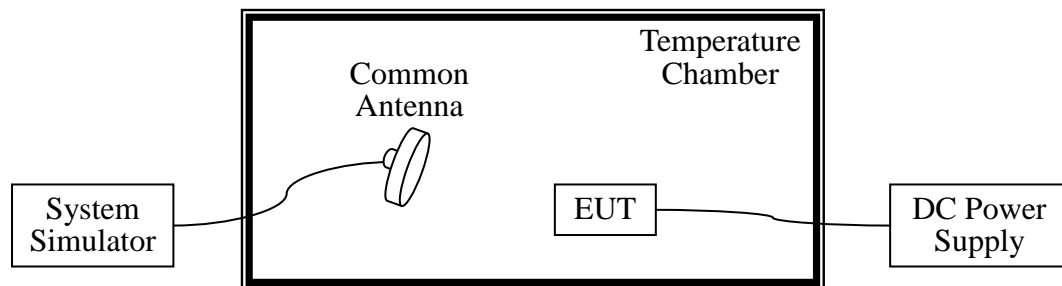 Temperature
Chamber
Common
Antenna
System
Simulator
EUT
DC Power
Supply